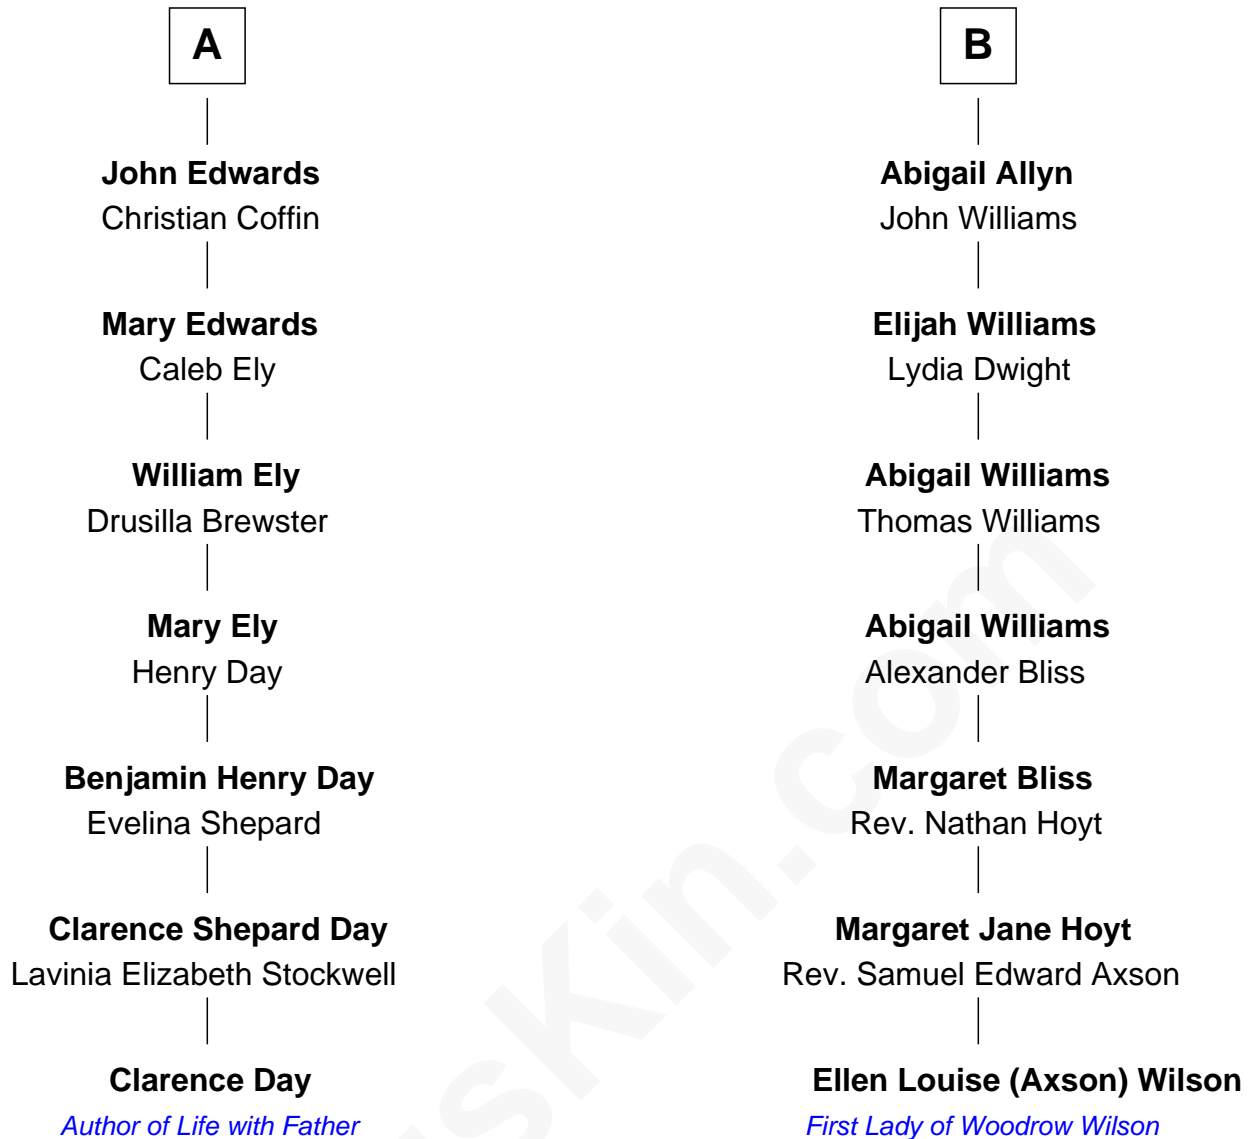 A
John Edwards
Christian Coffin
Mary Edwards
Caleb Ely
William Ely
Drusilla Brewster
Mary Ely
Henry Day
Benjamin Henry Day
Evelina Shepard
Clarence Shepard Day
Lavinia Elizabeth Stockwell
Clarence Day
Author of Life with Father
B
Abigail Allyn
John Williams
Elijah Williams
Lydia Dwight
Abigail Williams
Thomas Williams
Abigail Williams
Alexander Bliss
Margaret Bliss
Rev. Nathan Hoyt
Margaret Jane Hoyt
Rev. Samuel Edward Axson
Ellen Louise (Axson) Wilson
First Lady of Woodrow Wilson